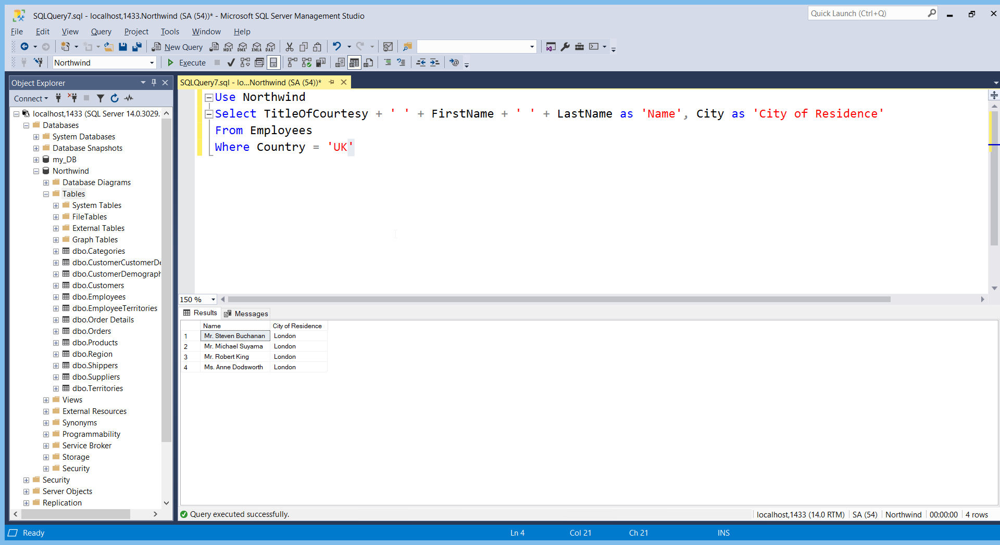 SQLQuery7.sql - localhost,1433.Northwind (SA (54))* - Microsoft SQL Server Management Studio
Quick Launch (Ctrl+Q)
File Edit View Query Project Tools Window Help
New Query MDX DMX XMLA DAX
Northwind Execute
Object Explorer
Connect
localhost,1433 (SQL Server 14.0.3029.
Databases
System Databases
Database Snapshots
my_DB
Northwind
Database Diagrams
Tables
System Tables
FileTables
External Tables
Graph Tables
dbo.Categories
dbo.CustomerCustomerDe
dbo.CustomerDemograph
dbo.Customers
dbo.Employees
dbo.EmployeeTerritories
dbo.Order Details
dbo.Orders
dbo.Products
dbo.Region
dbo.Shippers
dbo.Suppliers
dbo.Territories
Views
External Resources
Synonyms
Programmability
Service Broker
Storage
Security
Security
Server Objects
Replication
SQLQuery7.sql - lo...Northwind (SA (54))*
Use Northwind
Select TitleOfCourtesy + ' ' + FirstName + ' ' + LastName as 'Name', City as 'City of Residence'
From Employees
Where Country = 'UK'
150 %
Results Messages
Name City of Residence
1 Mr. Steven Buchanan London
2 Mr. Michael Suyama London
3 Mr. Robert King London
4 Ms. Anne Dodsworth London
Query executed successfully.
localhost,1433 (14.0 RTM) SA (54) Northwind 00:00:00 4 rows
Ready Ln 4 Col 21 Ch 21 INS